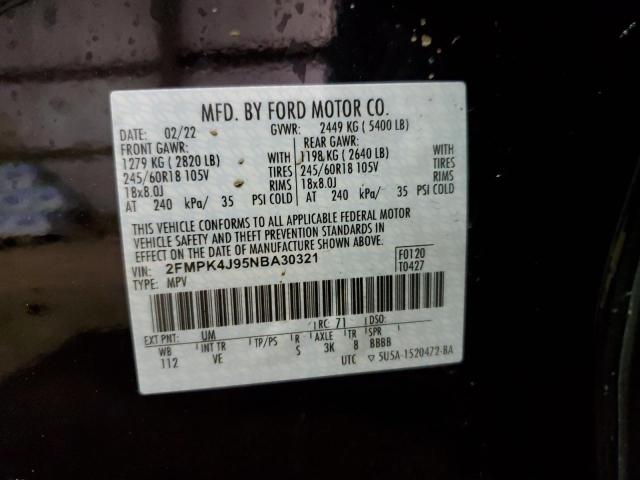 MFD. BY FORD MOTOR CO.
DATE: 02/22 GVWR: 2449 KG ( 5400 LB)
FRONT GAWR: REAR GAWR:
1279 KG ( 2820 LB) WITH 1198 KG ( 2640 LB) WITH
245/60R18 105V TIRES 245/60R18 105V TIRES
18x8.0J RIMS 18x8.0J RIMS
AT 240 kPa/ 35 PSI COLD AT 240 kPa/ 35 PSI COLD
THIS VEHICLE CONFORMS TO ALL APPLICABLE FEDERAL MOTOR
VEHICLE SAFETY AND THEFT PREVENTION STANDARDS IN
EFFECT ON THE DATE OF MANUFACTURE SHOWN ABOVE.
VIN: 2FMPK4J95NBA30321 F0120
TYPE: MPV T0427
EXT PNT: UM RC: 71 DSO:
WB INT TR TP/PS R AXLE TR SPR
112 VE S 3K 8 BBBB
UTC ▽ 5U5A-1520472-BA